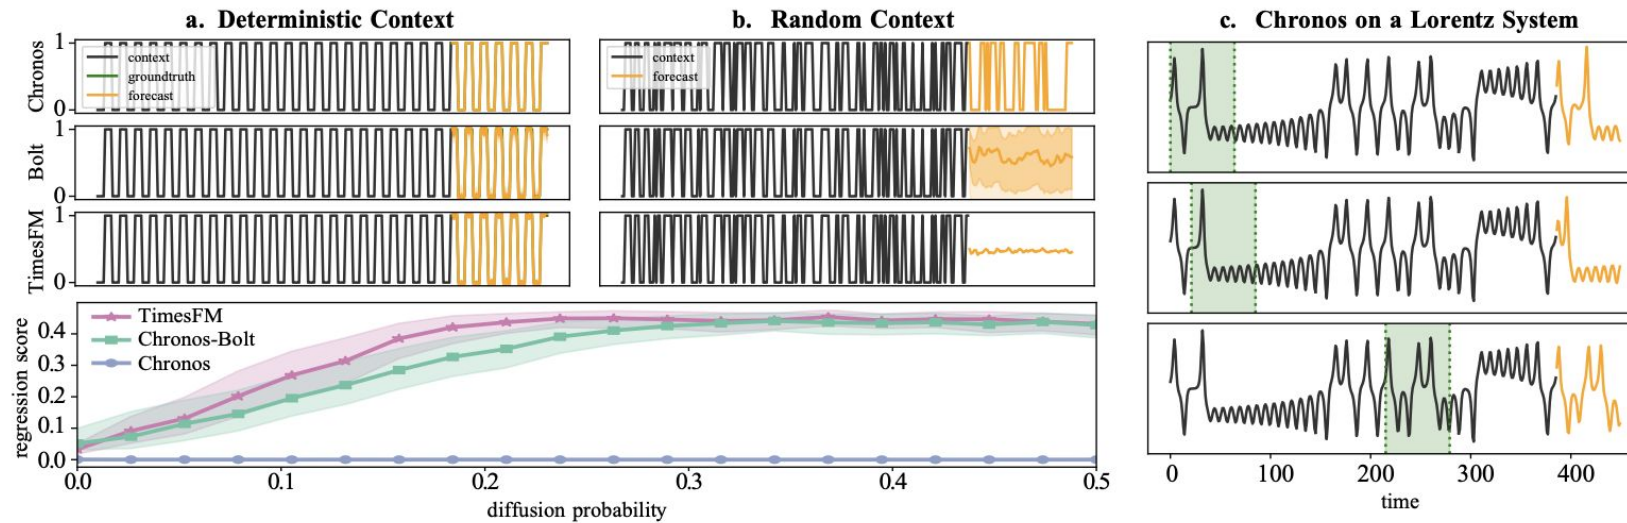 a. Deterministic Context
Chronos
1
0
context
groundtruth
forecast
Bolt
1
0
TimesFM
1
0
b. Random Context
context
forecast
regression score
0.4
0.3
0.2
0.1
0.0
TimesFM
Chronos-Bolt
Chronos
0.0 0.1 0.2 0.3 0.4 0.5
diffusion probability
c. Chronos on a Lorentz System
0 100 200 300 400
time